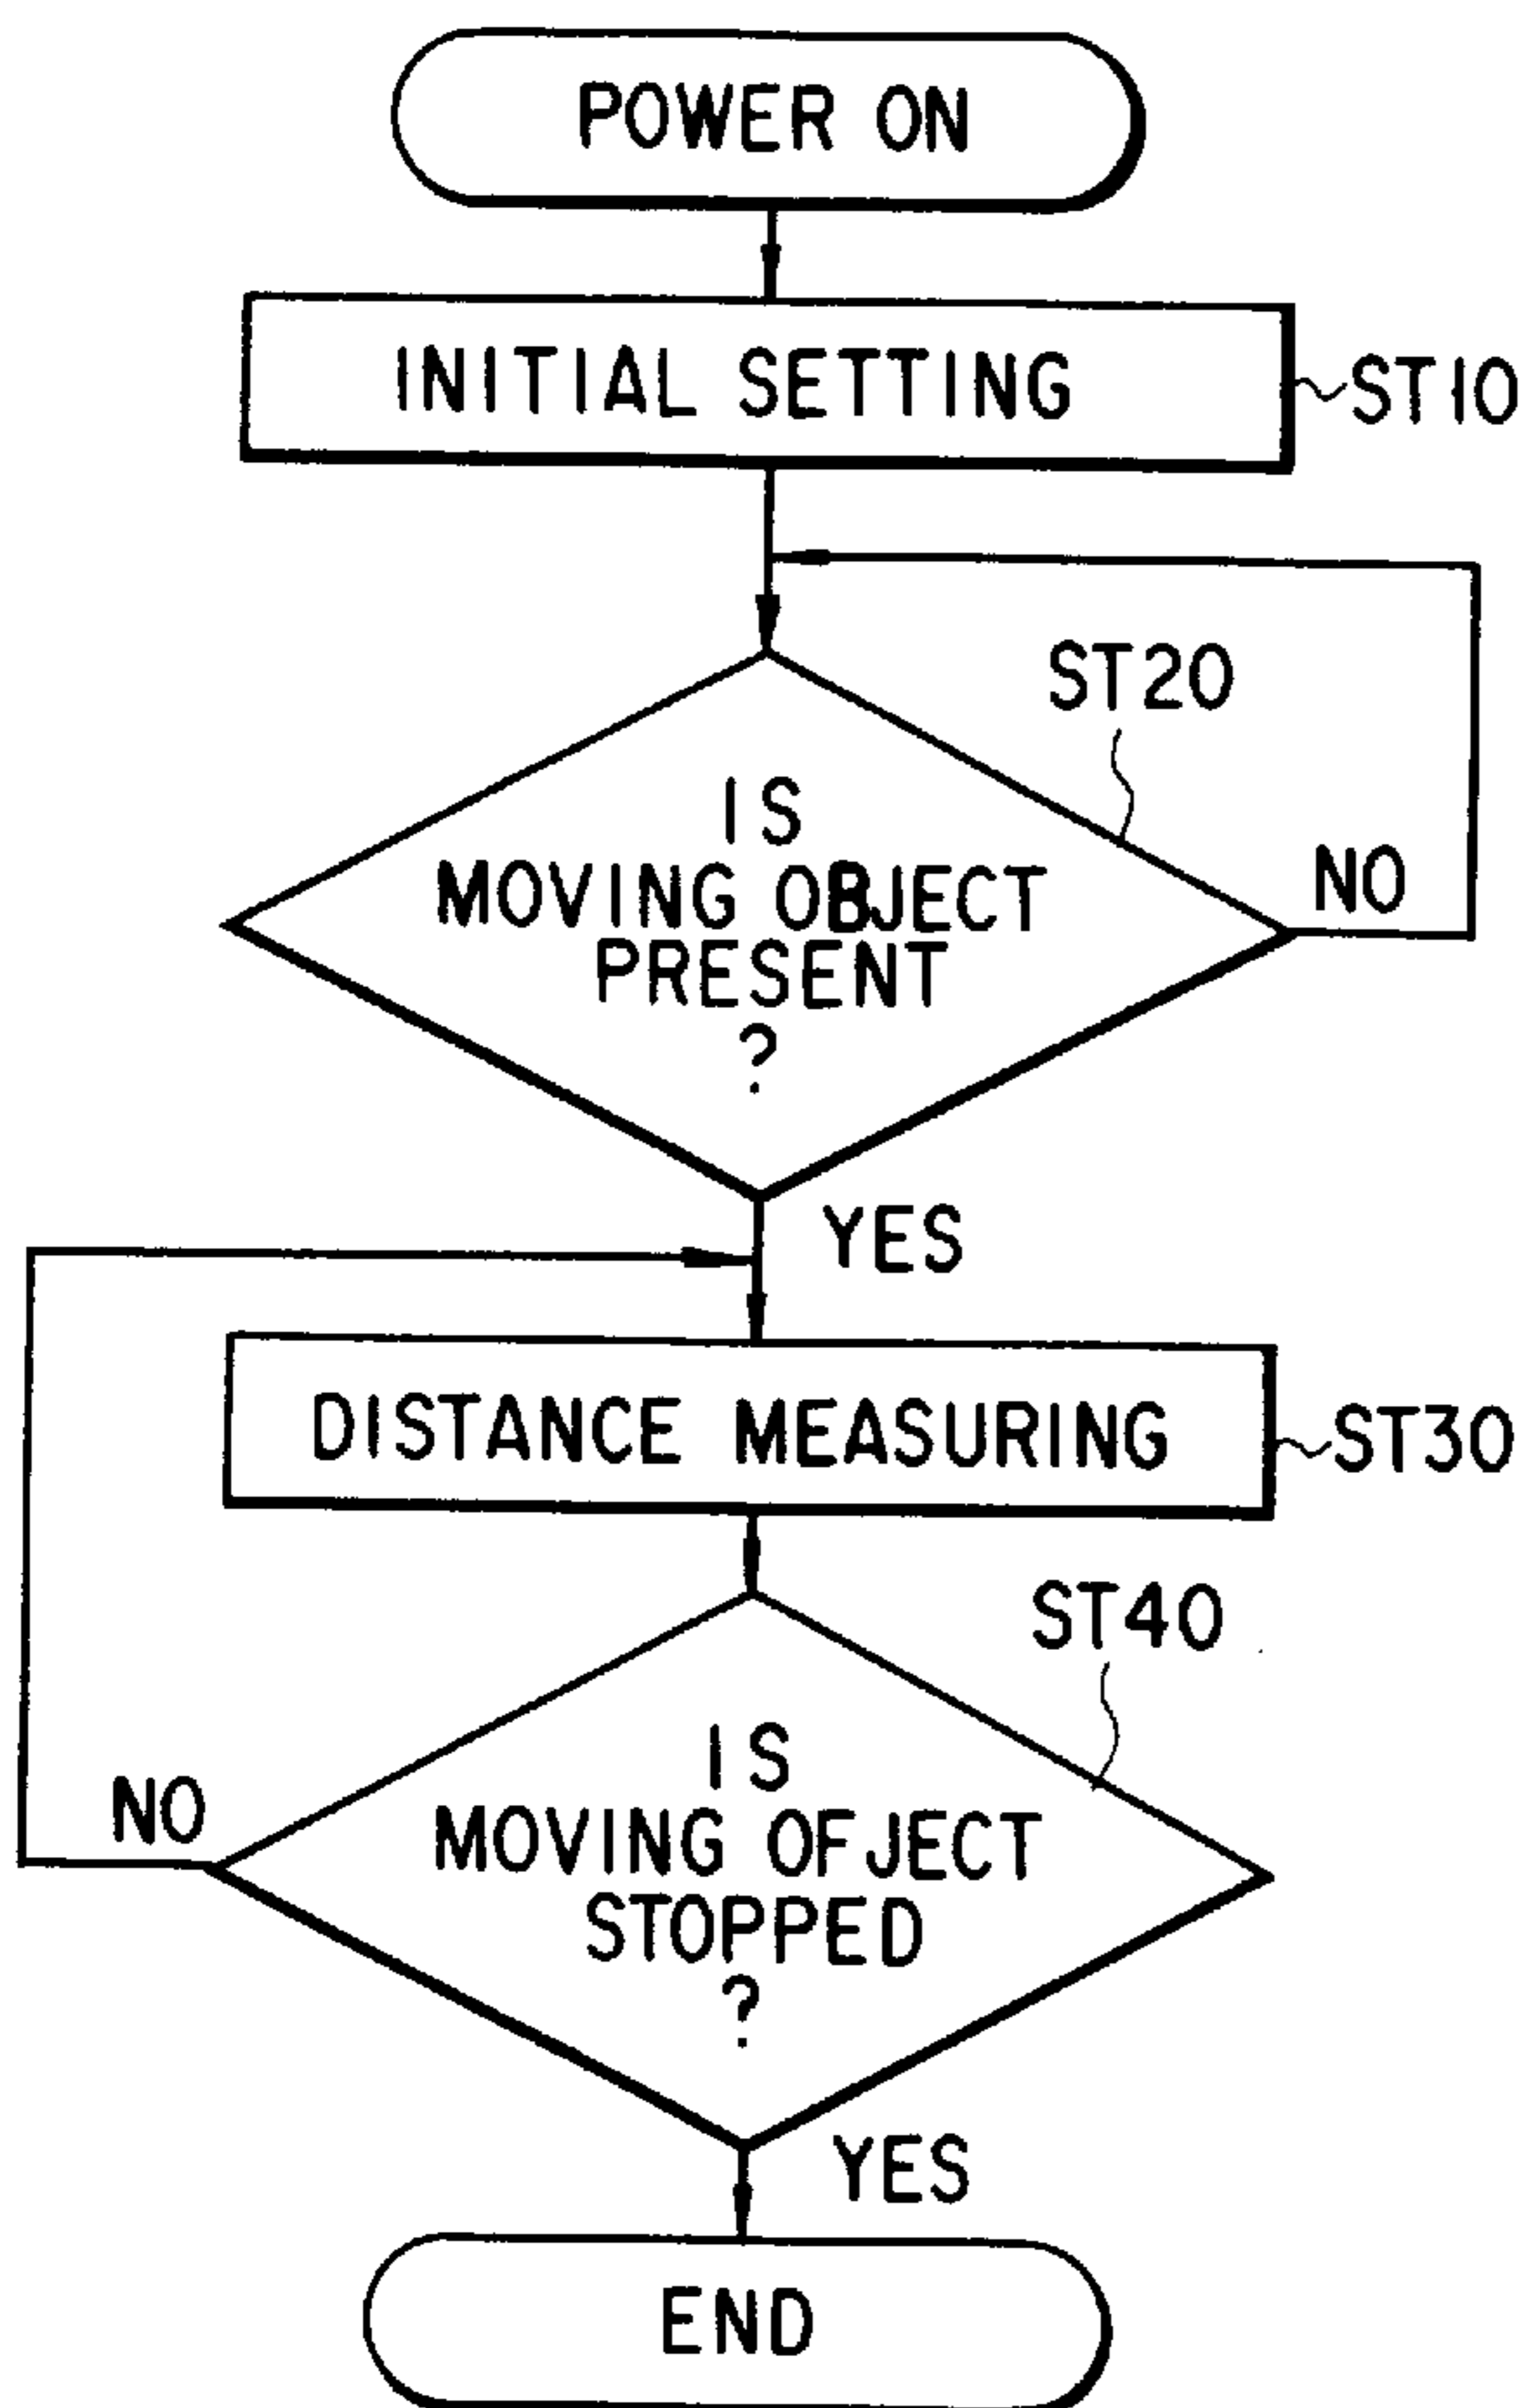 POWER ON
INITIAL SETTING
ST10
ST20
IS
MOVING OBJECT
PRESENT
?
NO
YES
DISTANCE MEASURING
ST30
ST40
IS
MOVING OFJECT
STOPPED
?
NO
YES
END